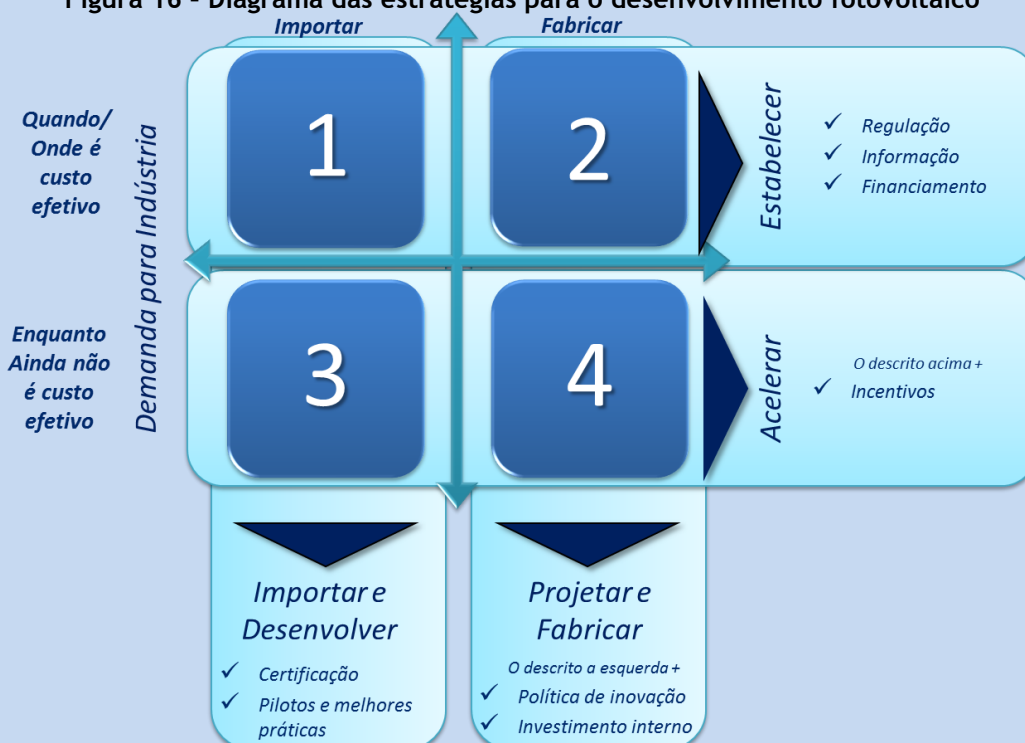 Figura 16 - Diagrama das estratégias para o desenvolvimento fotovoltaico
Importar
Fabricar
Quando/
Onde é
custo
efetivo
Demanda para Indústria
1
2
Estabelecer
✓ Regulação
✓ Informação
✓ Financiamento
Enquanto
Ainda não
é custo
efetivo
3
4
Acelerar
O descrito acima +
✓ Incentivos
Importar e
Desenvolver
✓ Certificação
✓ Pilotos e melhores
práticas
Projetar e
Fabricar
O descrito a esquerda +
✓ Política de inovação
✓ Investimento interno